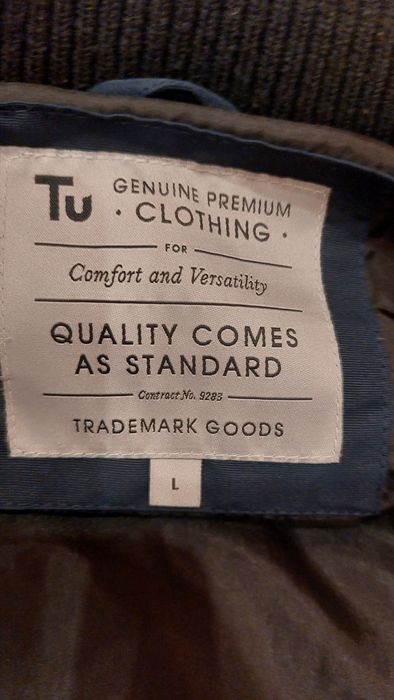 Tu GENUINE PREMIUM
· CLOTHING ·
FOR
Comfort and Versatility
QUALITY COMES
AS STANDARD
Contract No. 9283
TRADEMARK GOODS
L